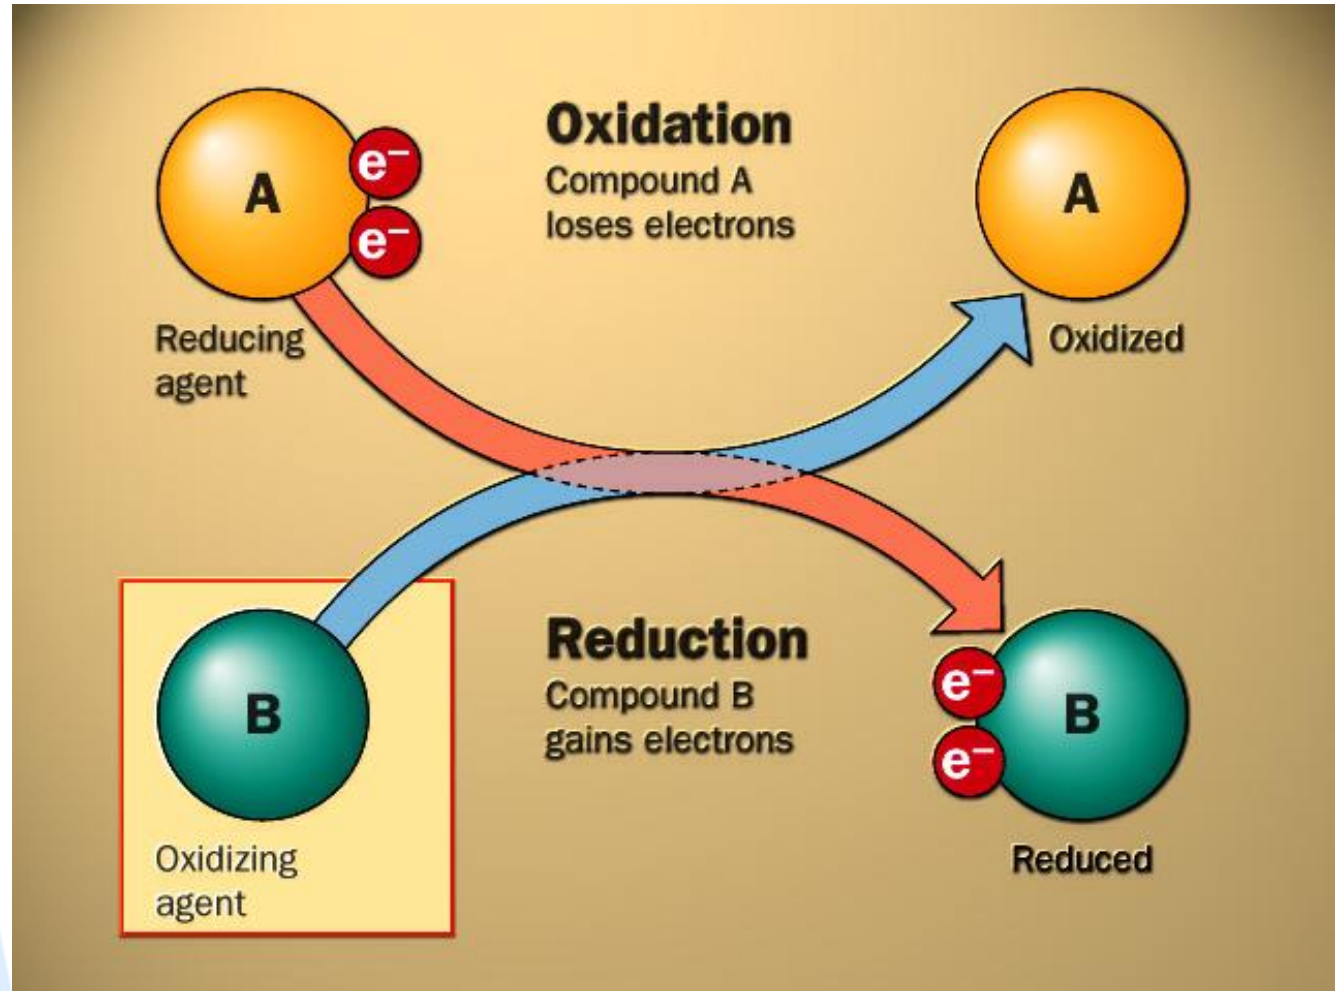 A
e–
e–
Oxidation
Compound A
loses electrons
A
Reducing
agent
Oxidized
B
Oxidizing
agent
Reduction
Compound B
gains electrons
e–
e–
B
Reduced